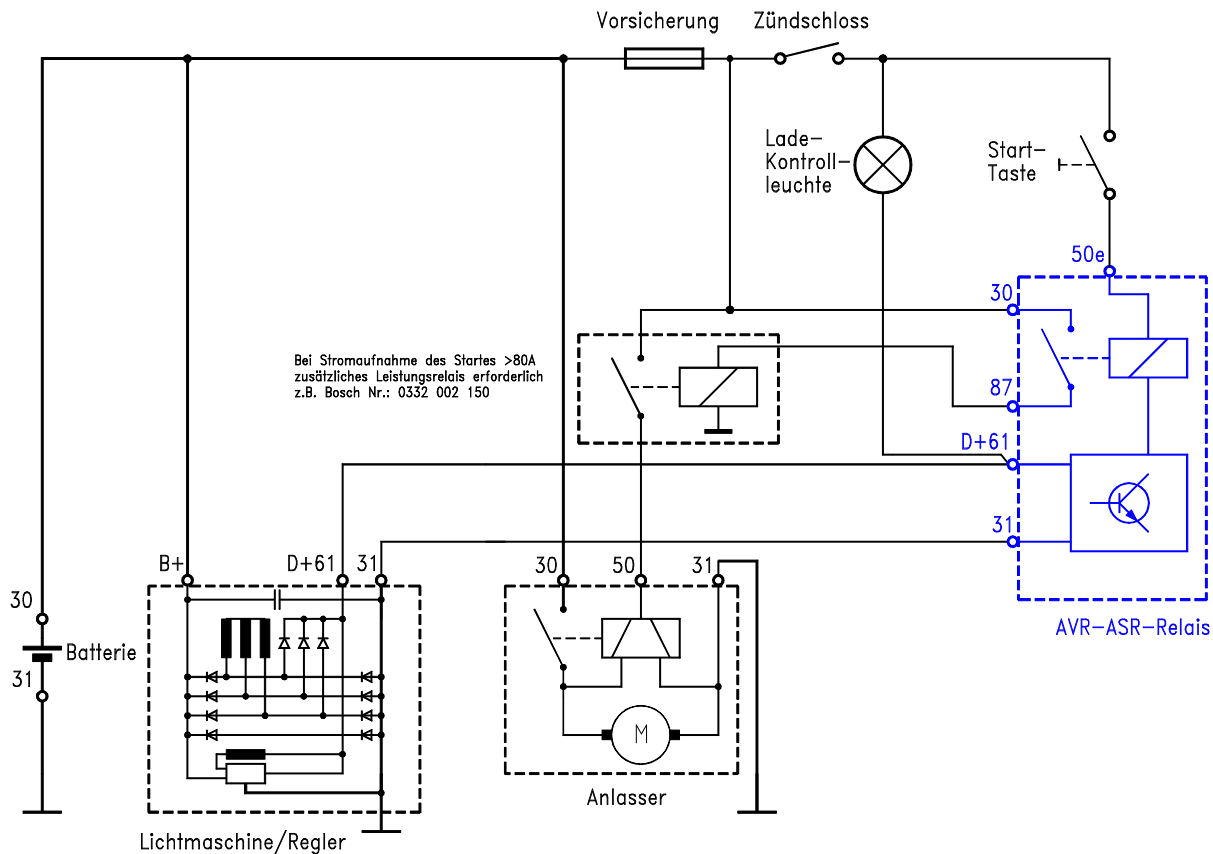 Vorsicherung
Zündschloss
Lade-
Kontroll-
leuchte
Start-
Taste
50e
30
87
D+61
31
Bei Stromaufnahme des Startes >80A
zusätzliches Leistungsrelais erforderlich
z.B. Bosch Nr.: 0332 002 150
B+
D+61
31
30
50
31
30
Batterie
31
M
AVR-ASR-Relais
Anlasser
Lichtmaschine/Regler